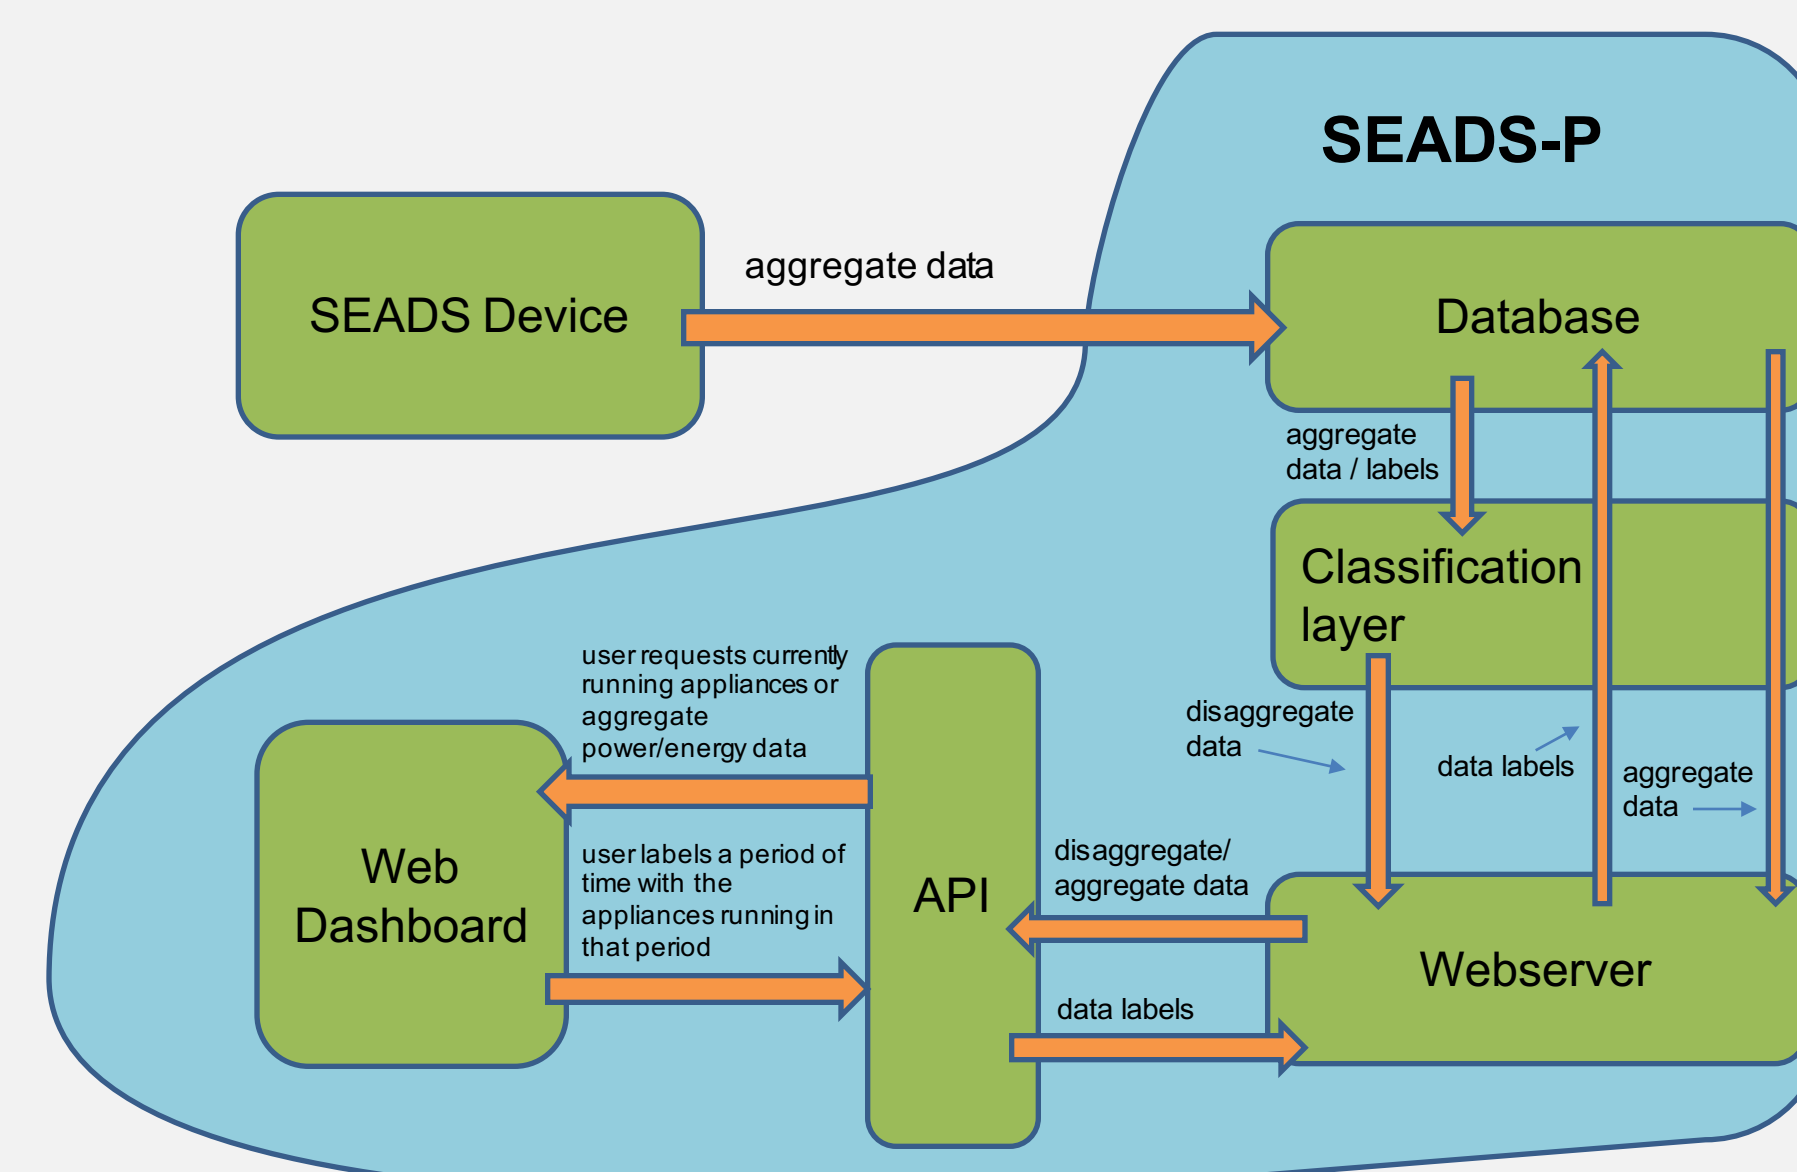 SEADS-P
aggregate data
SEADS Device
Database
aggregate
data / labels
Classification
layer
user requests currently
running appliances or
aggregate
power/energy data
disaggregate
data
data labels
aggregate
data
Web
Dashboard
user labels a period of
time with the
appliances running in
that period
API
disaggregate/
aggregate data
Webserver
data labels